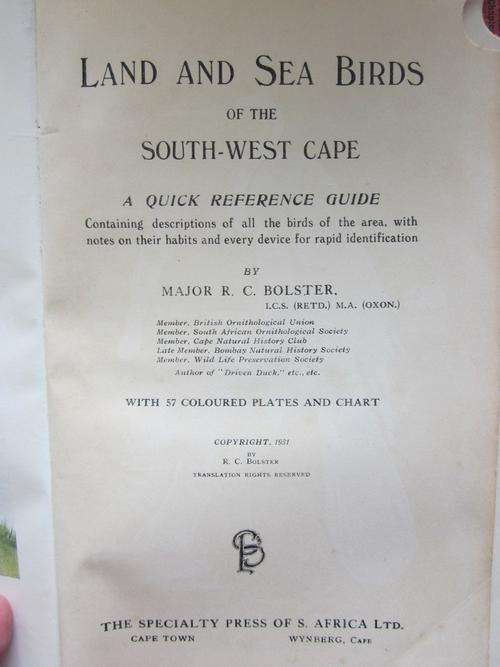 LAND AND SEA BIRDS
OF THE
SOUTH-WEST CAPE
A QUICK REFERENCE GUIDE
Containing descriptions of all the birds of the area, with
notes on their habits and every device for rapid identification
BY
MAJOR R. C. BOLSTER,
I.C.S. (RETD.) M.A. (OXON.)
Member, British Ornithological Union
Member, South African Ornithological Society
Member, Cape Natural History Club
Late Member, Bombay Natural History Society
Member, Wild Life Preservation Society
Author of "Driven Duck," etc., etc.
WITH 57 COLOURED PLATES AND CHART
COPYRIGHT, 1931
BY
R. C. BOLSTER
TRANSLATION RIGHTS RESERVED
THE SPECIALTY PRESS OF S. AFRICA LTD.
CAPE TOWN WYNBERG, CAPE